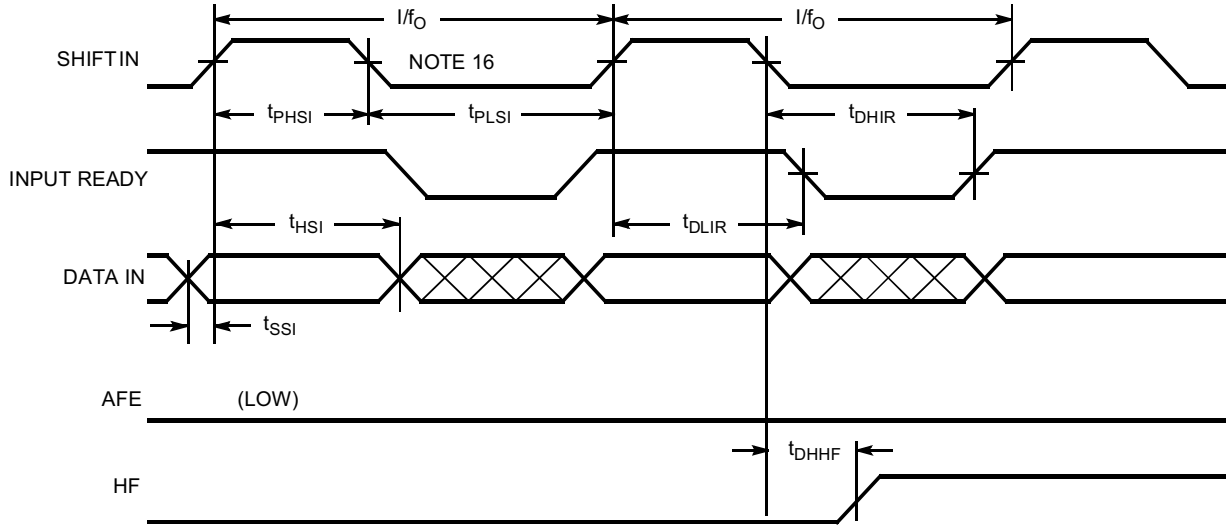 I/fO I/fO
SHIFT IN NOTE 16
tPHSI tPLSI tDHIR
INPUT READY
tHSI tDLIR
DATA IN
tSSI
AFE (LOW)
tDHHF
HF